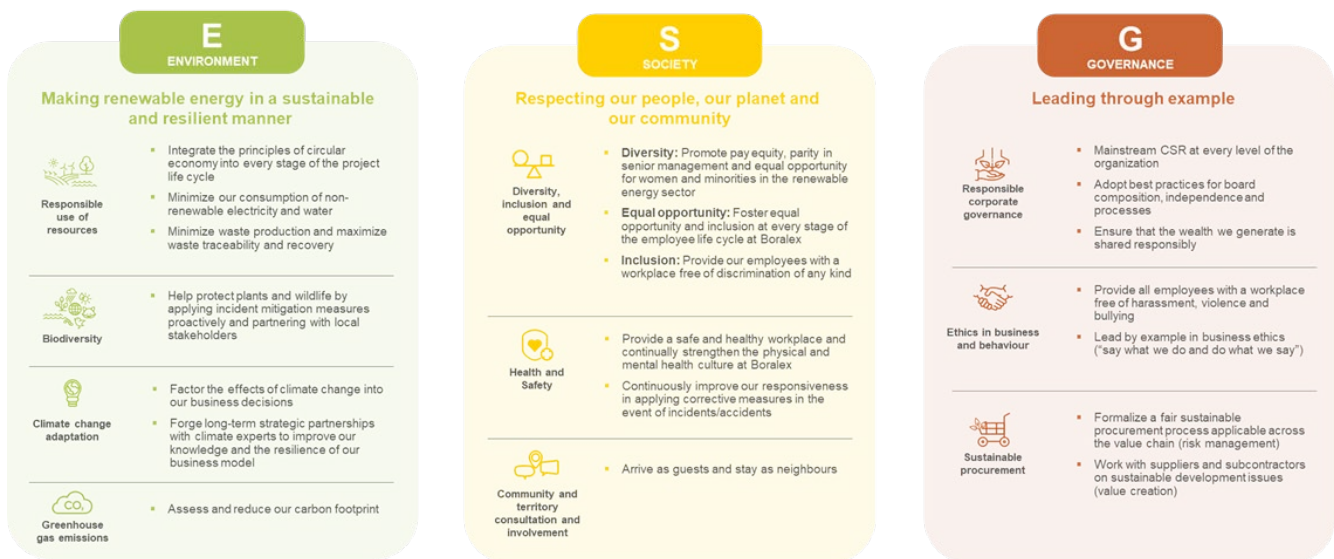 E
ENVIRONMENT
Making renewable energy in a sustainable
and resilient manner
Responsible
use of
resources
▪ Integrate the principles of circular
economy into every stage of the project
life cycle
▪ Minimize our consumption of non-
renewable electricity and water
▪ Minimize waste production and maximize
waste traceability and recovery
Biodiversity
▪ Help protect plants and wildlife by
applying incident mitigation measures
proactively and partnering with local
stakeholders
Climate change
adaptation
▪ Factor the effects of climate change into
our business decisions
▪ Forge long-term strategic partnerships
with climate experts to improve our
knowledge and the resilience of our
business model
CO₂
Greenhouse
gas emissions
▪ Assess and reduce our carbon footprint
S
SOCIETY
Respecting our people, our planet and
our community
Diversity,
inclusion and
equal
opportunity
▪ Diversity: Promote pay equity, parity in
senior management and equal opportunity
for women and minorities in the renewable
energy sector
▪ Equal opportunity: Foster equal
opportunity and inclusion at every stage of
the employee life cycle at Boralex
▪ Inclusion: Provide our employees with a
workplace free of discrimination of any kind
Health and
Safety
▪ Provide a safe and healthy workplace and
continually strengthen the physical and
mental health culture at Boralex
▪ Continuously improve our responsiveness
in applying corrective measures in the
event of incidents/accidents
Community and
territory
consultation and
involvement
▪ Arrive as guests and stay as neighbours
G
GOVERNANCE
Leading through example
Responsible
corporate
governance
▪ Mainstream CSR at every level of the
organization
▪ Adopt best practices for board
composition, independence and
processes
▪ Ensure that the wealth we generate is
shared responsibly
Ethics in business
and behaviour
▪ Provide all employees with a workplace
free of harassment, violence and
bullying
▪ Lead by example in business ethics
("say what we do and do what we say")
Sustainable
procurement
▪ Formalize a fair sustainable
procurement process applicable across
the value chain (risk management)
▪ Work with suppliers and subcontractors
on sustainable development issues
(value creation)